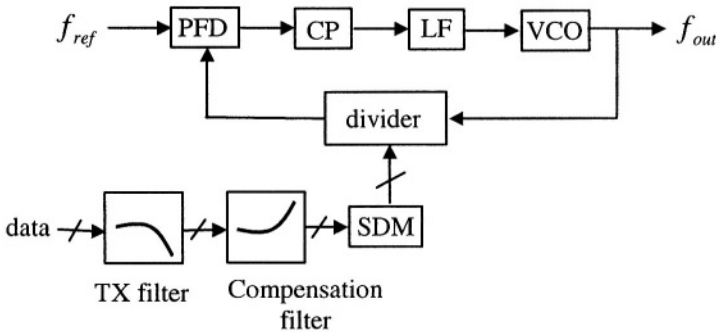 f_ref PFD CP LF VCO f_out
divider
data SDM
TX filter Compensation
filter